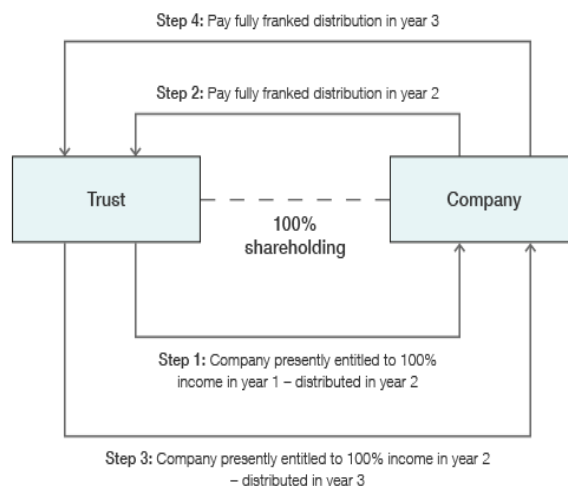 Step 4: Pay fully franked distribution in year 3
Step 2: Pay fully franked distribution in year 2
Trust
Company
100%
shareholding
Step 1: Company presently entitled to 100%
income in year 1 – distributed in year 2
Step 3: Company presently entitled to 100% income in year 2
– distributed in year 3